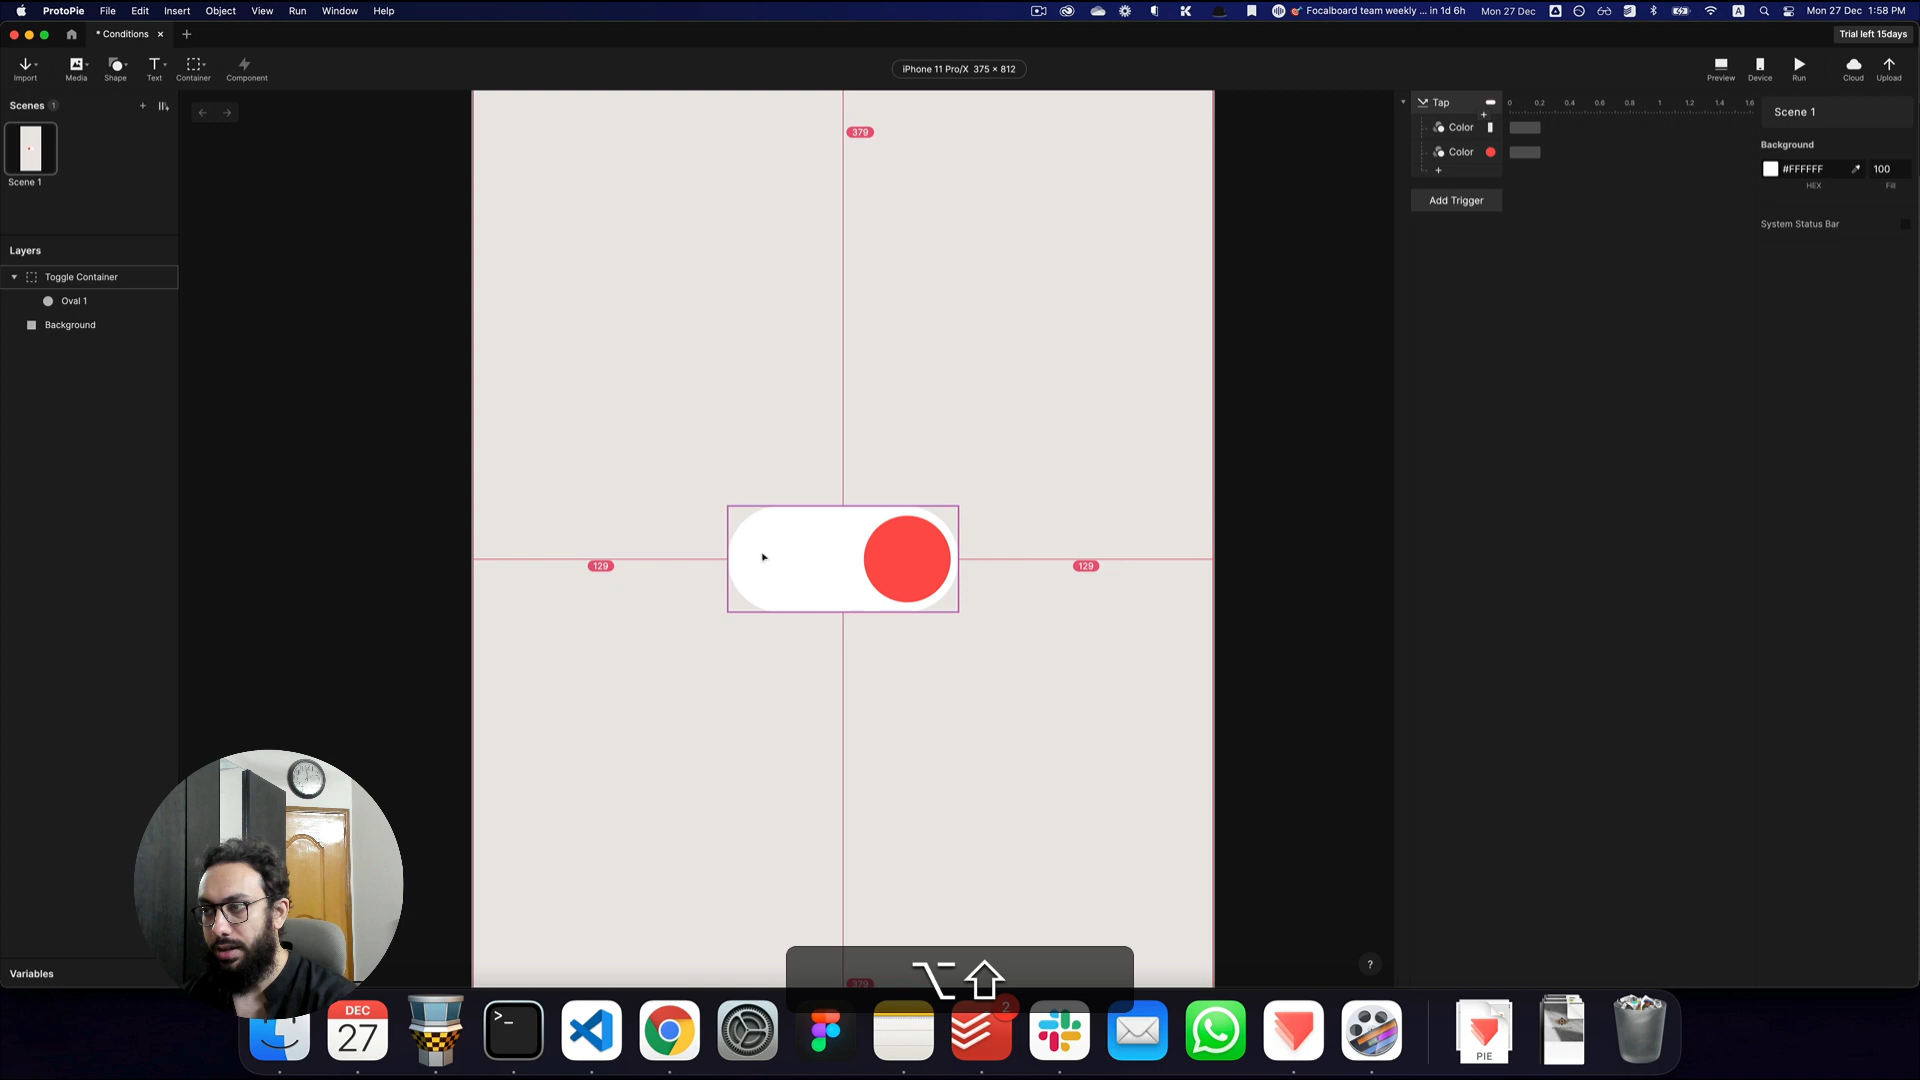 ProtoPie File Edit Insert Object View Run Window Help
Focalboard team weekly ... in 1d 6h Mon 27 Dec A Mon 27 Dec 1:58 PM
* Conditions
Trial left 15days
Import Media Shape Text Container Component
iPhone 11 Pro/X 375 × 812
Preview Device Run Cloud Upload
Scenes 1
Scene 1
Layers
Toggle Container
Oval 1
Background
Variables
379
129
129
379
Tap
Color
Color
Add Trigger
0 0.2 0.4 0.6 0.8 1 1.2 1.4 1.6
Scene 1
Background
#FFFFFF 100
HEX Fill
System Status Bar
?
DEC
27
>_
2
PIE